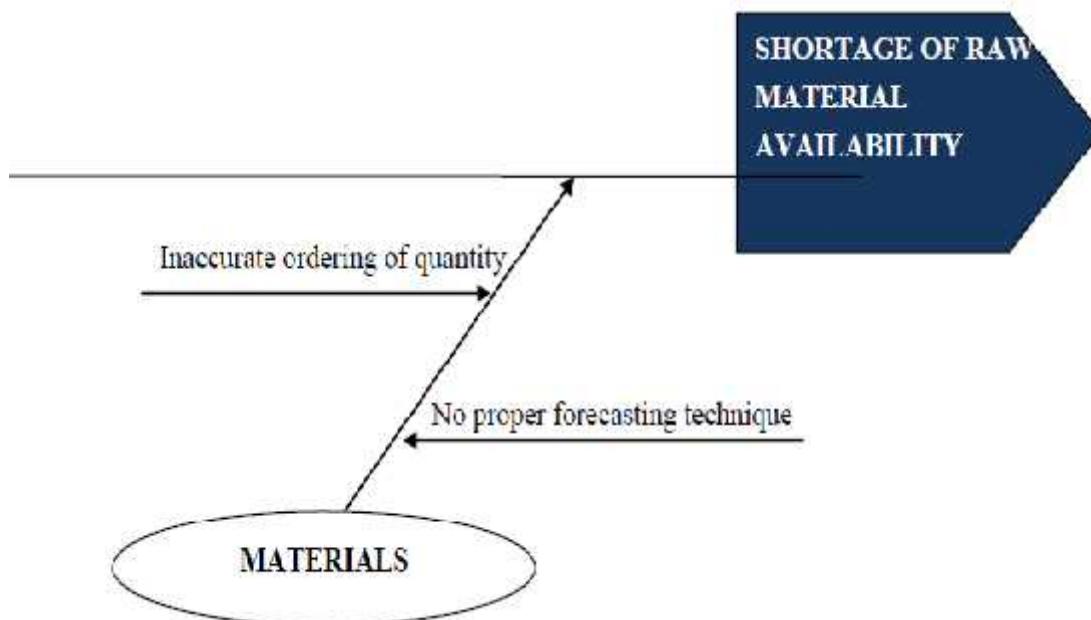 SHORTAGE OF RAW
MATERIAL
AVAILABILITY
Inaccurate ordering of quantity
No proper forecasting technique
MATERIALS